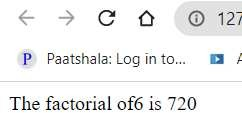 127
P Paatshala: Log in to...
The factorial of6 is 720